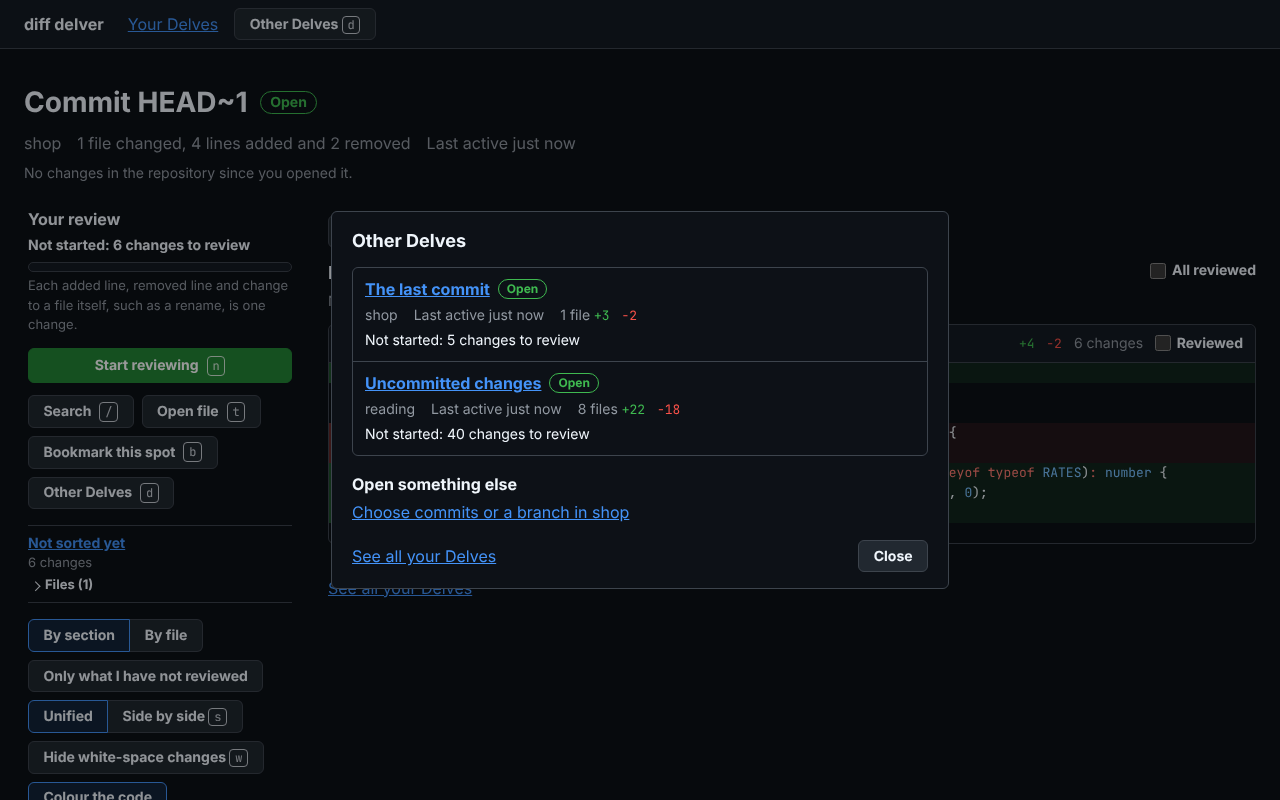 diff delver Your Delves Other Delves d
Commit HEAD~1 Open
shop 1 file changed, 4 lines added and 2 removed Last active just now
No changes in the repository since you opened it.
Your review
Not started: 6 changes to review
Each added line, removed line and change
to a file itself, such as a rename, is one
change.
Start reviewing n
Search / Open file t
Bookmark this spot b
Other Delves d
Not sorted yet
6 changes
Files (1)
By section By file
Only what I have not reviewed
Unified Side by side s
Hide white-space changes w
Colour the code
Other Delves
The last commit Open
shop Last active just now 1 file +3 -2
Not started: 5 changes to review
Uncommitted changes Open
reading Last active just now 8 files +22 -18
Not started: 40 changes to review
Open something else
Choose commits or a branch in shop
See all your Delves Close
All reviewed
+4 -2 6 changes Reviewed
{
eyof typeof RATES): number {
, 0);
See all your Delves